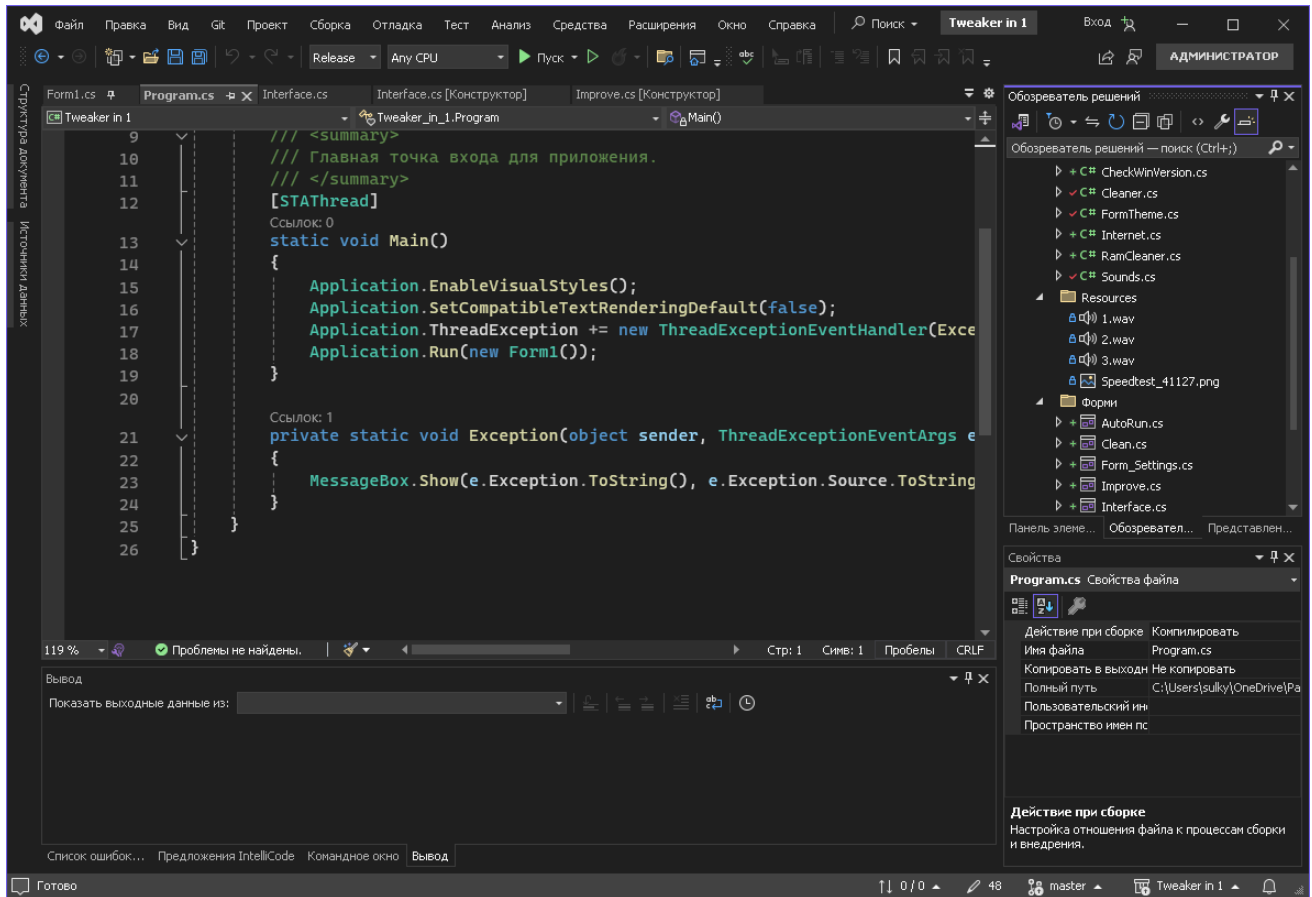 Файл Правка Вид Git Проект Сборка Отладка Тест Анализ Средства Расширения Окно Справка Поиск Tweaker in 1 Вход
Release Any CPU Пуск АДМИНИСТРАТОР
Структура документа
Источники данных
Form1.cs Program.cs Interface.cs Interface.cs [Конструктор] Improve.cs [Конструктор]
Tweaker in 1 Tweaker_in_1.Program Main()
9 /// <summary>
10 /// Главная точка входа для приложения.
11 /// </summary>
12 [STAThread]
Ссылок: 0
13 static void Main()
14 {
15 Application.EnableVisualStyles();
16 Application.SetCompatibleTextRenderingDefault(false);
17 Application.ThreadException += new ThreadExceptionEventHandler(Exce
18 Application.Run(new Form1());
19 }
20
Ссылок: 1
21 private static void Exception(object sender, ThreadExceptionEventArgs e
22 {
23 MessageBox.Show(e.Exception.ToString(), e.Exception.Source.ToString
24 }
25 }
26 }
119 % Проблемы не найдены. Стр: 1 Симв: 1 Пробелы CRLF
Вывод
Показать выходные данные из:
Список ошибок... Предложения IntelliCode Командное окно Вывод
Обозреватель решений
Обозреватель решений — поиск (Ctrl+;)
C# CheckWinVersion.cs
C# Cleaner.cs
C# FormTheme.cs
C# Internet.cs
C# RamCleaner.cs
C# Sounds.cs
Resources
1.wav
2.wav
3.wav
Speedtest_41127.png
Форми
AutoRun.cs
Clean.cs
Form_Settings.cs
Improve.cs
Interface.cs
Панель элеме... Обозревател... Представлен...
Свойства
Program.cs Свойства файла
Действие при сборке Компилировать
Имя файла Program.cs
Копировать в выходн Не копировать
Полный путь C:\Users\sulky\OneDrive\Pa
Пользовательский ин
Пространство имен по
Действие при сборке
Настройка отношения файла к процессам сборки
и внедрения.
Готово 0 / 0 48 master Tweaker in 1